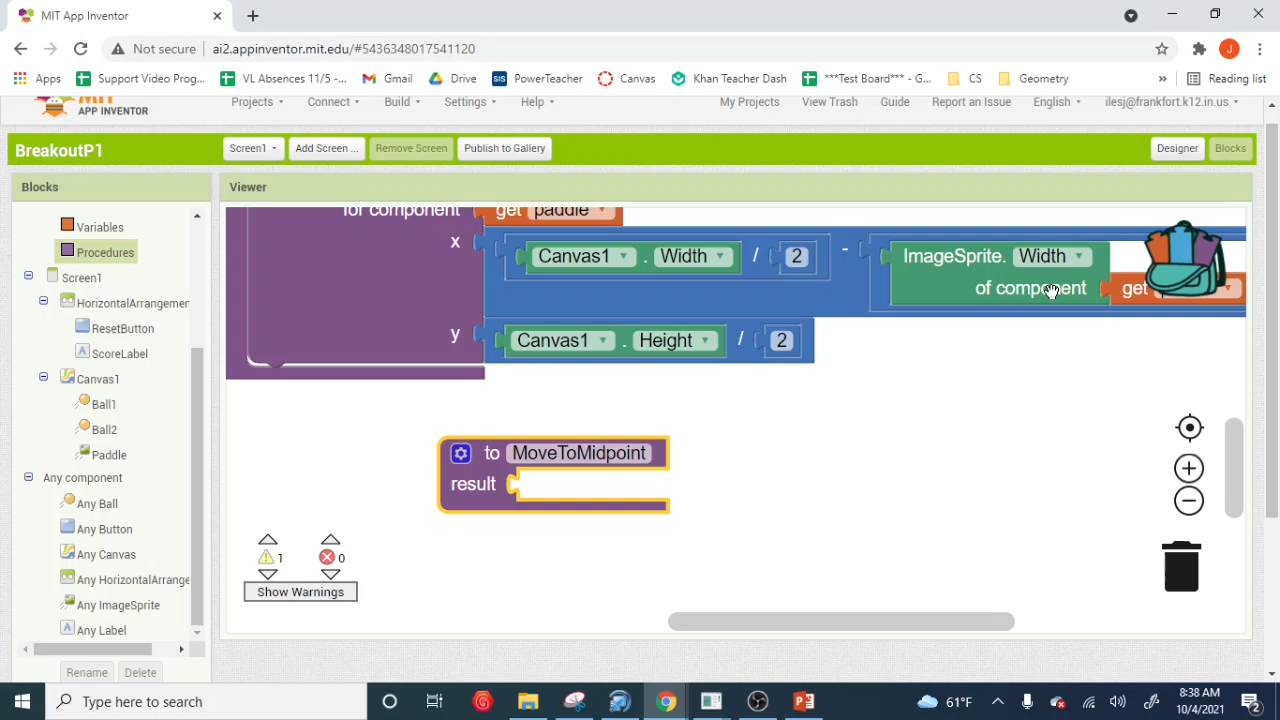 MIT App Inventor
Not secure ai2.appinventor.mit.edu/#5436348017541120
J
Apps Support Video Prog... VL Absences 11/5 -... Gmail Drive SIS PowerTeacher Canvas Khan Teacher Dash ***Test Board*** - G... CS Geometry » Reading list
MIT
APP INVENTOR
Projects Connect Build Settings Help My Projects View Trash Guide Report an Issue English ilesj@frankfort.k12.in.us
BreakoutP1 Screen1 Add Screen ... Remove Screen Publish to Gallery Designer Blocks
Blocks Viewer
Variables
Procedures
Screen1
HorizontalArrangemen
ResetButton
ScoreLabel
Canvas1
Ball1
Ball2
Paddle
Any component
Any Ball
Any Button
Any Canvas
Any HorizontalArrange
Any ImageSprite
Any Label
Rename Delete
for component get paddle
x Canvas1 . Width / 2 - ImageSprite. Width
of component get
y Canvas1 . Height / 2
to MoveToMidpoint
result
1 0
Show Warnings
Type here to search
61°F
8:38 AM
10/4/2021
2